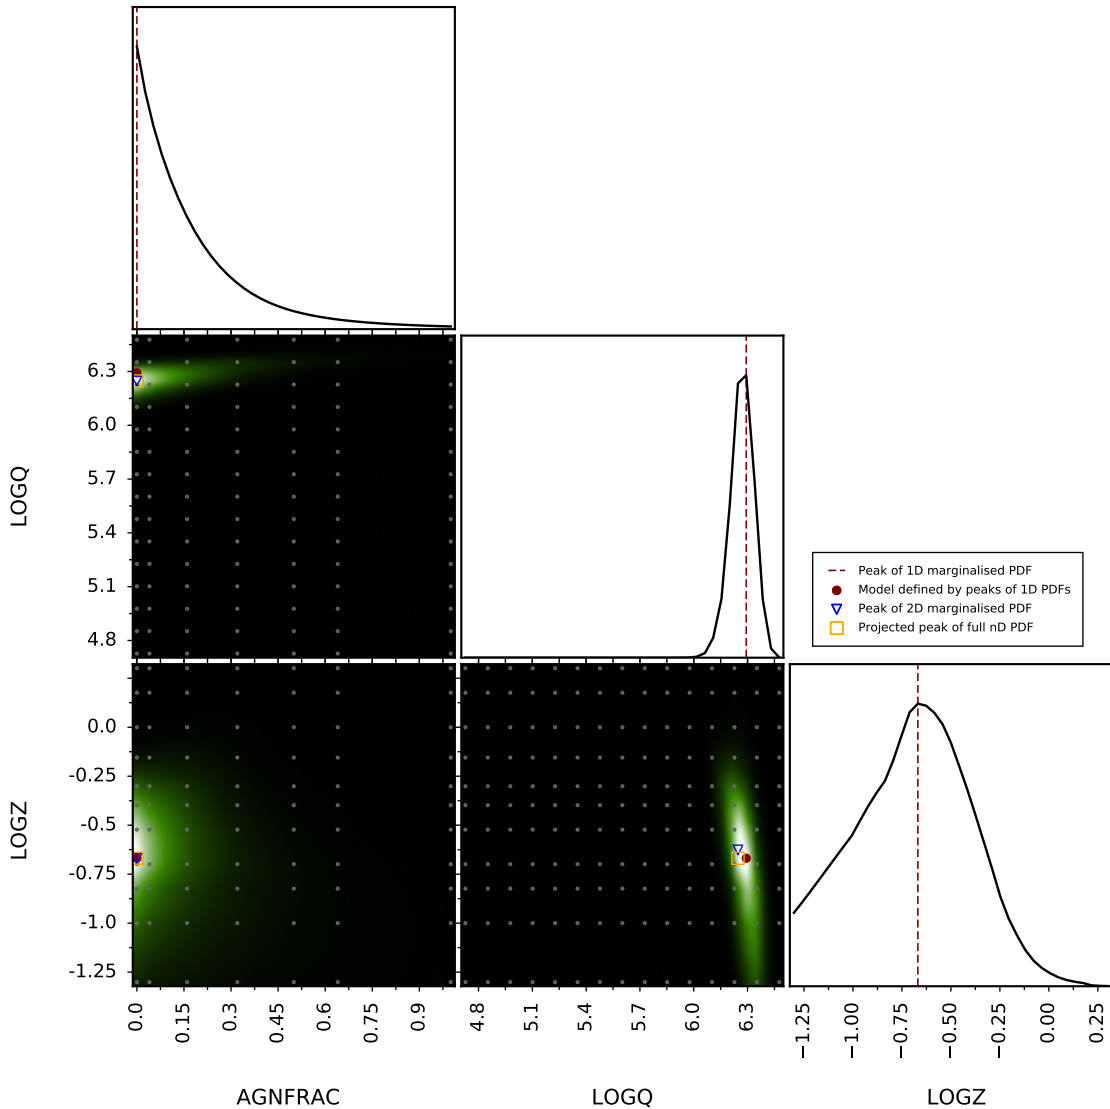 6.3
6.0
5.7
5.4
5.1
4.8
LOGQ
Peak of 1D marginalised PDF
Model defined by peaks of 1D PDFs
Peak of 2D marginalised PDF
Projected peak of full nD PDF
0.0
-0.25
-0.5
-0.75
-1.0
-1.25
LOGZ
0.0 0.15 0.3 0.45 0.6 0.75 0.9
4.8 5.1 5.4 5.7 6.0 6.3
−1.25 −1.00 −0.75 −0.50 −0.25 0.00 0.25
AGNFRAC LOGQ LOGZ